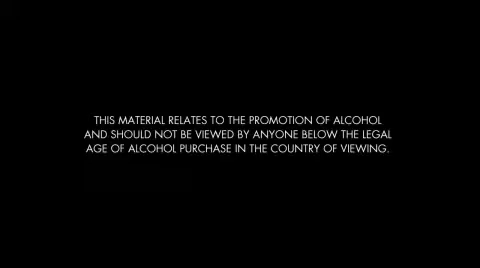 THIS MATERIAL RELATES TO THE PROMOTION OF ALCOHOL
AND SHOULD NOT BE VIEWED BY ANYONE BELOW THE LEGAL
AGE OF ALCOHOL PURCHASE IN THE COUNTRY OF VIEWING.